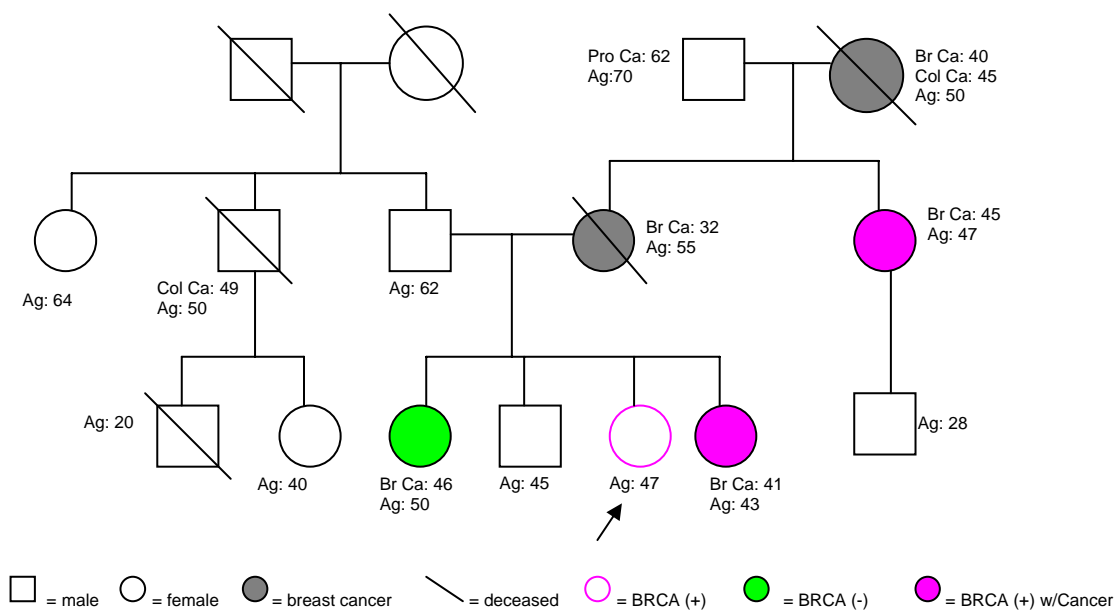 Pro Ca: 62
Ag:70
Br Ca: 40
Col Ca: 45
Ag: 50
Ag: 64
Col Ca: 49
Ag: 50
Ag: 62
Br Ca: 32
Ag: 55
Br Ca: 45
Ag: 47
Ag: 20
Ag: 40
Br Ca: 46
Ag: 50
Ag: 45
Ag: 47
Br Ca: 41
Ag: 43
Ag: 28
= male = female = breast cancer = deceased = BRCA (+) = BRCA (-) = BRCA (+) w/Cancer